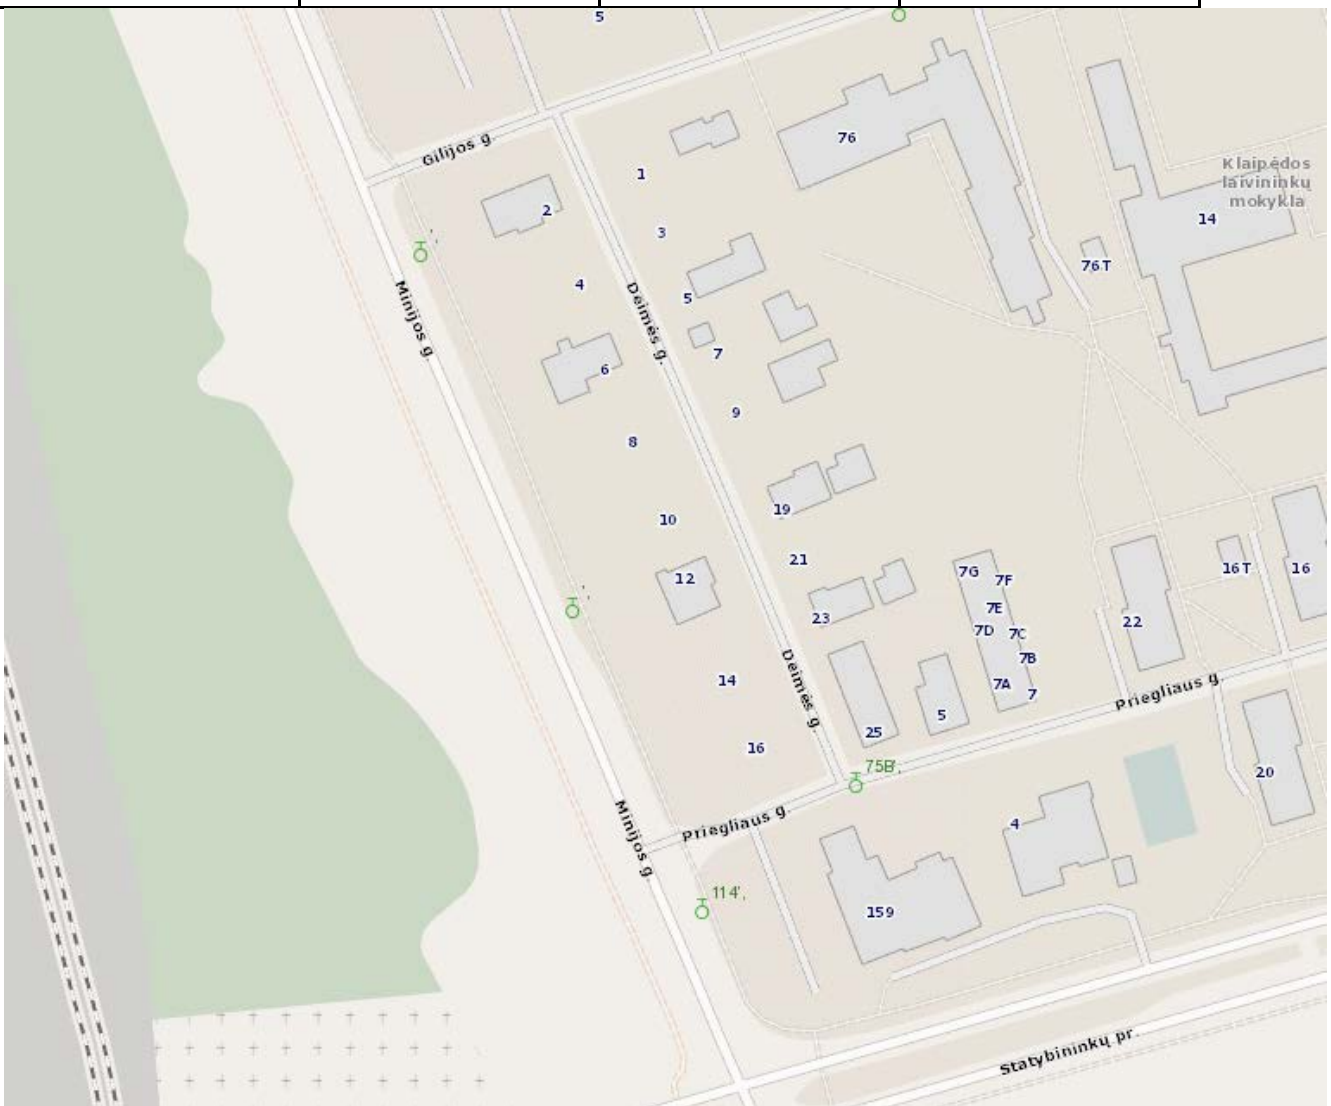 5
Gilijos g.
76
Klaipėdos
laivininkų
mokykla
1
14
2
3
76T
4
5
Minijos g.
Deimės g.
7
6
9
8
19
10
21
12
7G
7F
16T
16
7E
23
22
7D
7C
7B
Deimės g.
14
7A
7
Priegliaus g.
5
25
16
75B',
20
Minijos g.
Priegliaus g.
4
114',
159
Statybininkų pr.